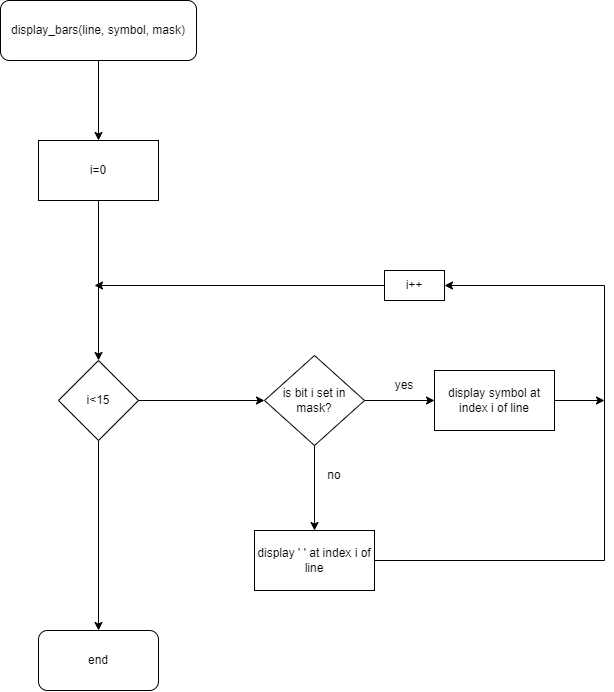 display_bars(line, symbol, mask)
i=0
i++
i<15
is bit i set in
mask?
yes
display symbol at
index i of line
no
display ' ' at index i of
line
end